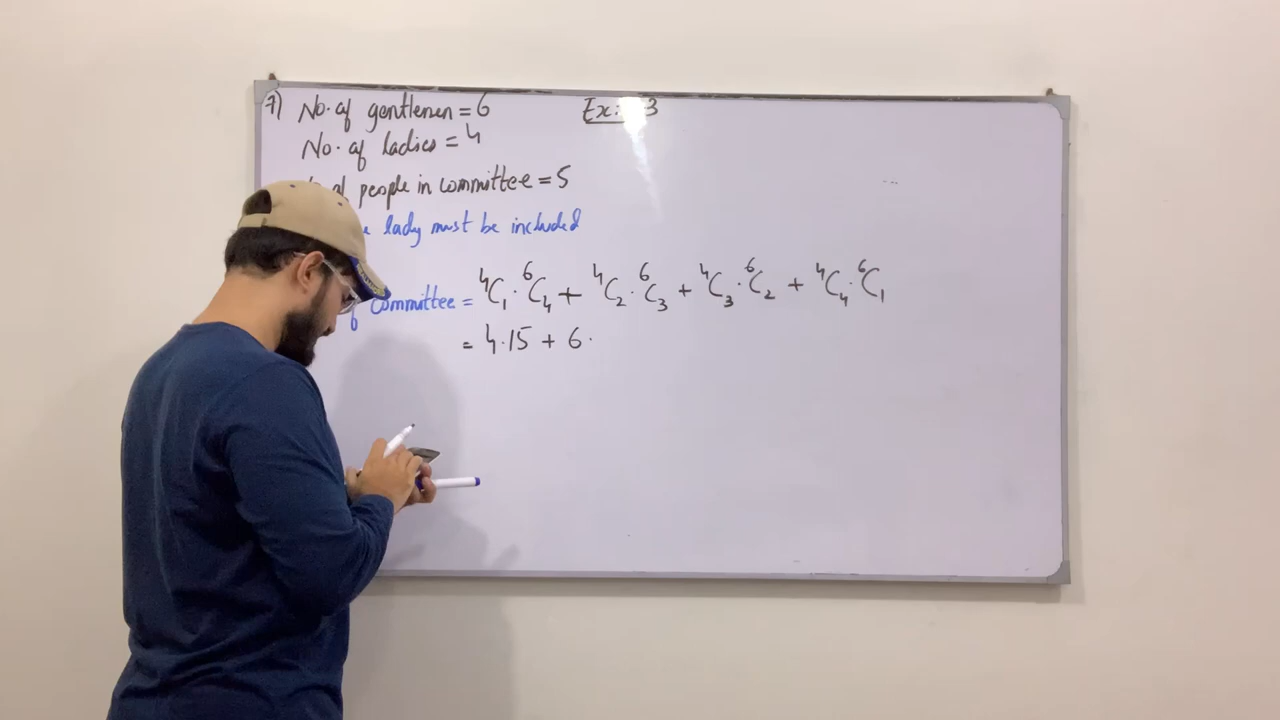 7) No. of gentlemen = 6
Ex: 3
No. of ladies = 4
of people in committee = 5
lady must be included
committee = ⁴C₁ · ⁶C₄ + ⁴C₂ · ⁶C₃ + ⁴C₃ · ⁶C₂ + ⁴C₄ · ⁶C₁
= 4.15 + 6.